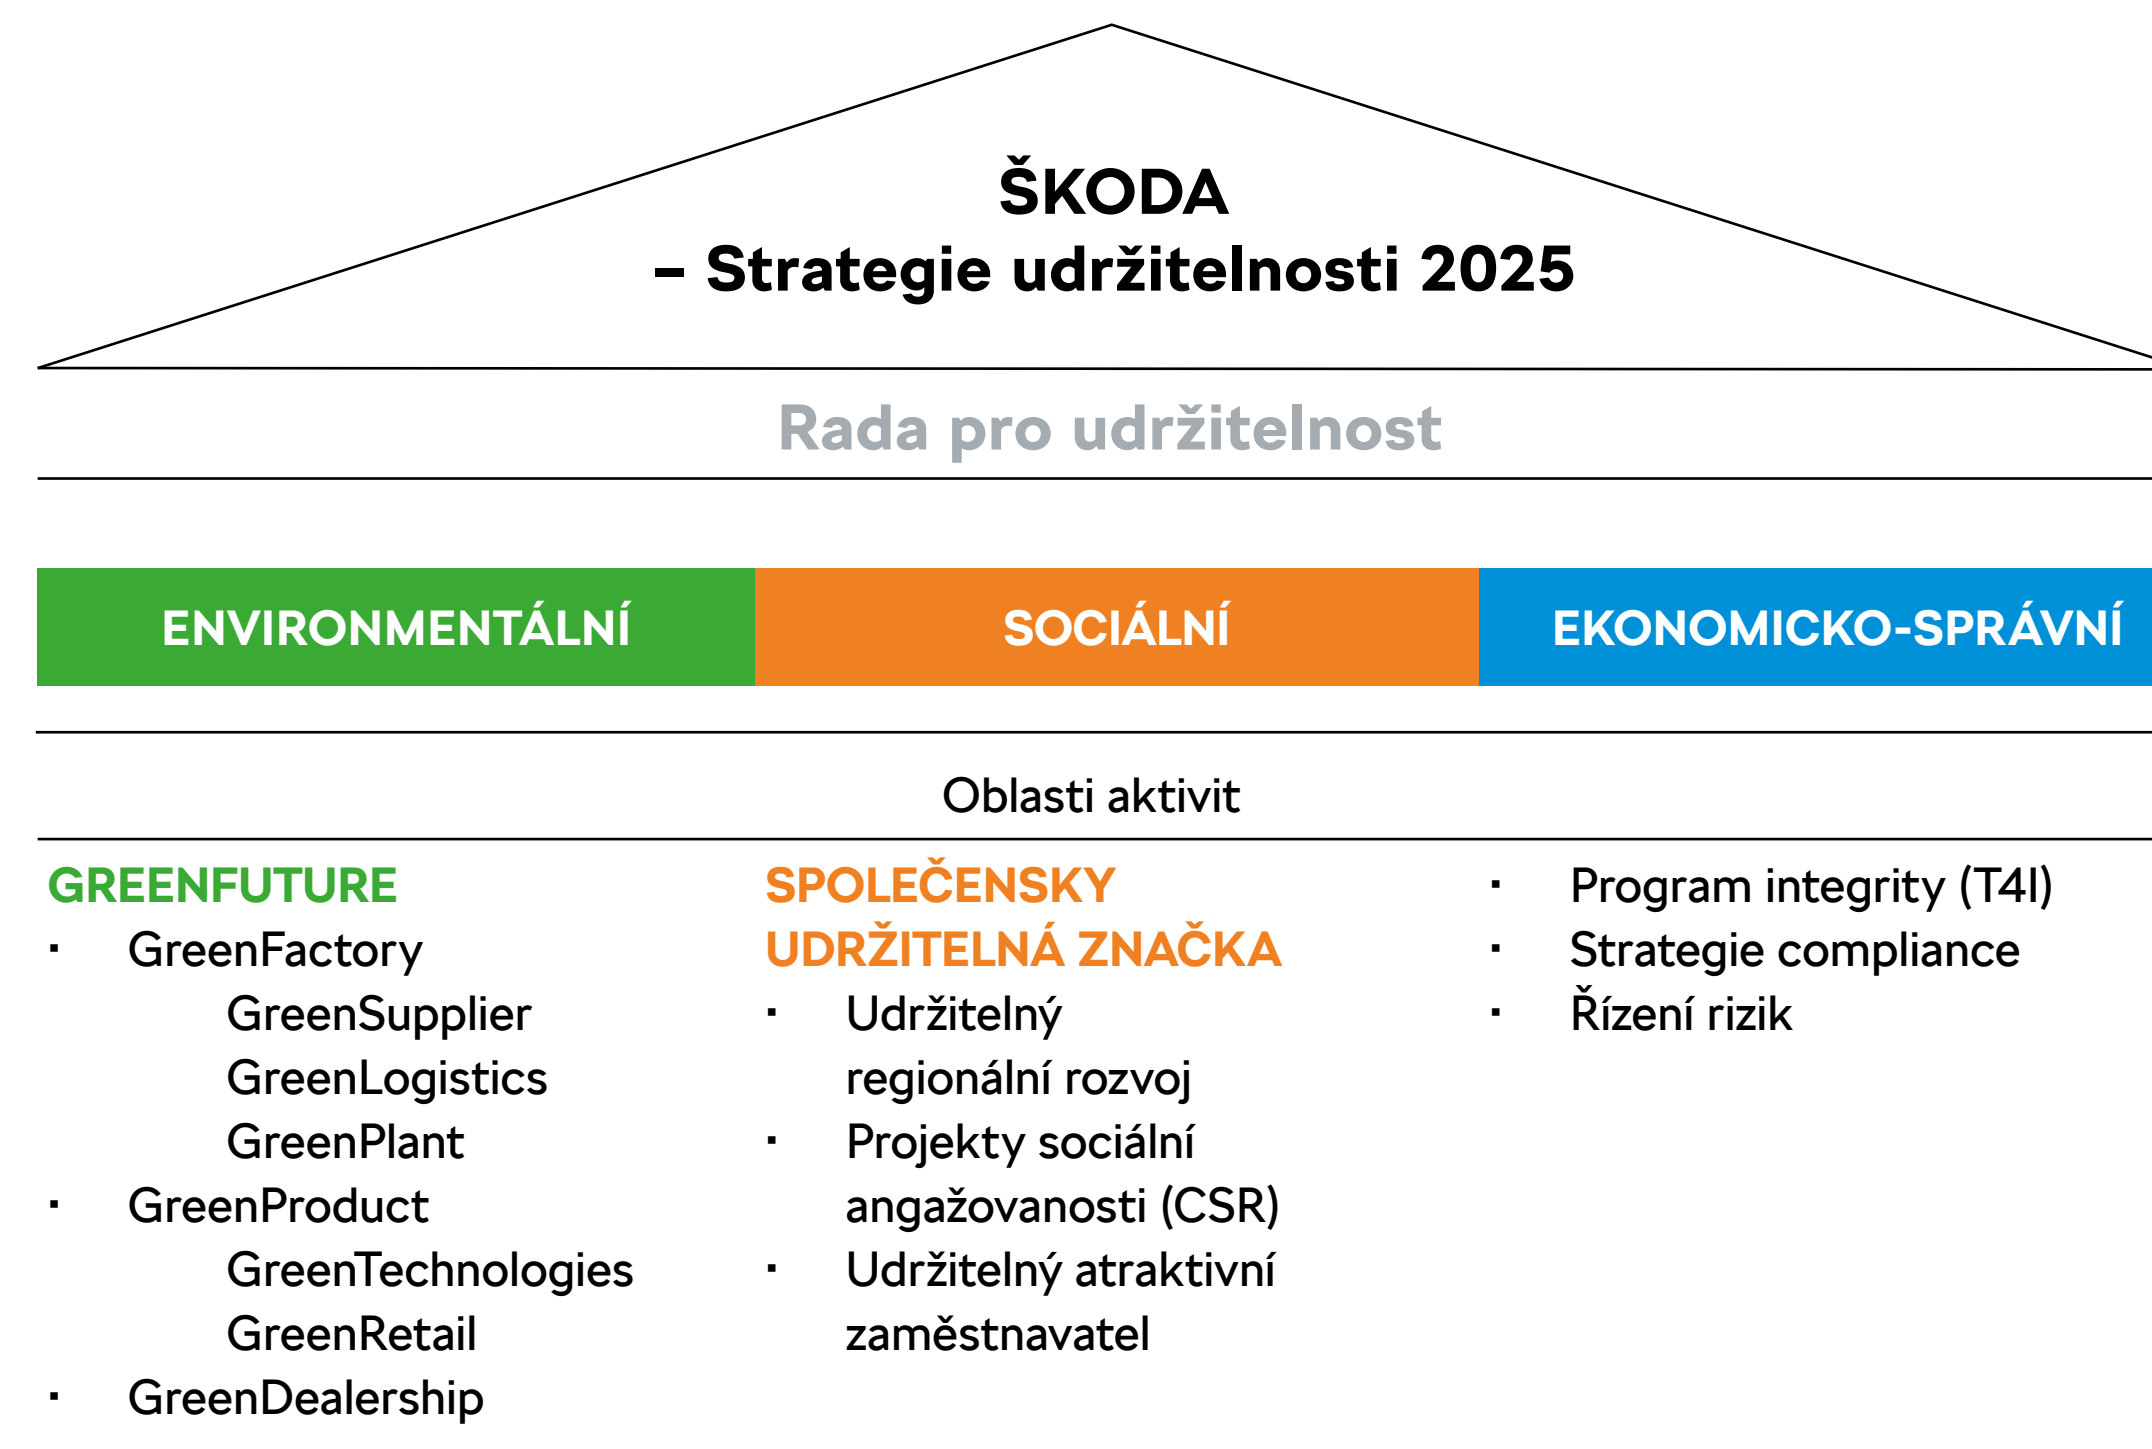 ŠKODA
– Strategie udržitelnosti 2025
Rada pro udržitelnost
ENVIRONMENTÁLNÍ
SOCIÁLNÍ
EKONOMICKO-SPRÁVNÍ
Oblasti aktivit
GREENFUTURE
▪ GreenFactory
GreenSupplier
GreenLogistics
GreenPlant
▪ GreenProduct
GreenTechnologies
GreenRetail
▪ GreenDealership
SPOLEČENSKY
UDRŽITELNÁ ZNAČKA
▪ Udržitelný
regionální rozvoj
▪ Projekty sociální
angažovanosti (CSR)
▪ Udržitelný atraktivní
zaměstnavatel
▪ Program integrity (T4I)
▪ Strategie compliance
▪ Řízení rizik